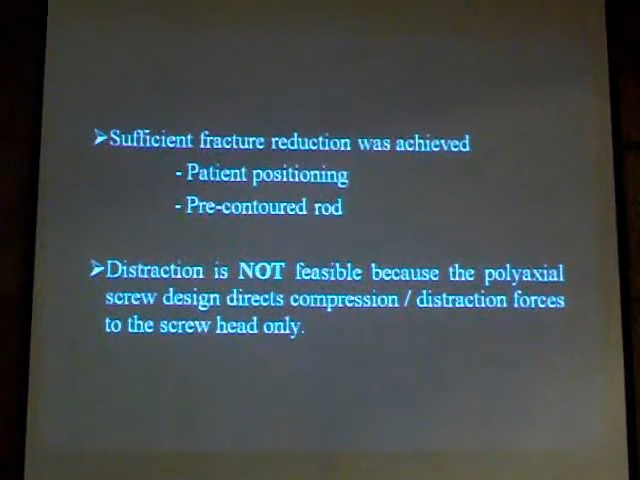 ➢Sufficient fracture reduction was achieved
- Patient positioning
- Pre-contoured rod
➢Distraction is NOT feasible because the polyaxial
screw design directs compression / distraction forces
to the screw head only.